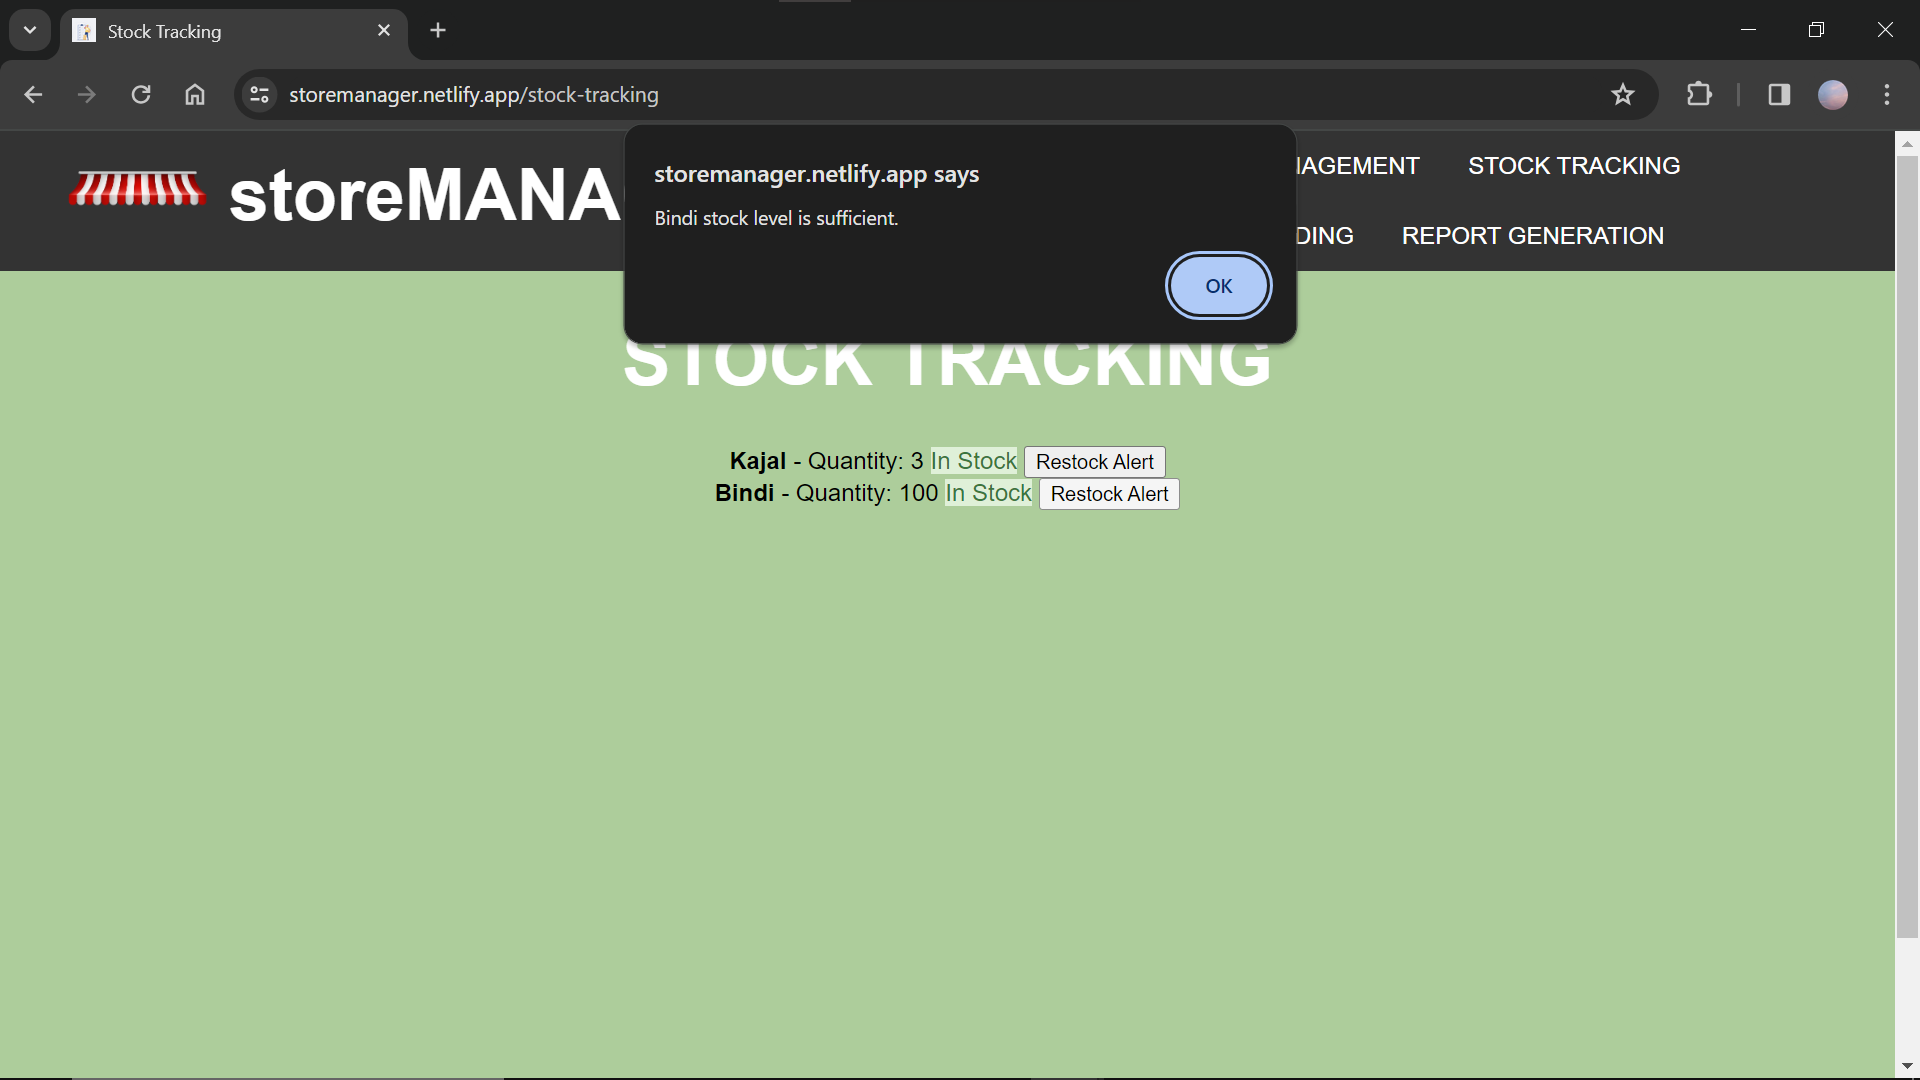 Stock Tracking
storemanager.netlify.app/stock-tracking
storeMANA
NAGEMENT
STOCK TRACKING
DING
REPORT GENERATION
storemanager.netlify.app says
Bindi stock level is sufficient.
OK
STOCK TRACKING
Kajal - Quantity: 3 In Stock Restock Alert
Bindi - Quantity: 100 In Stock Restock Alert